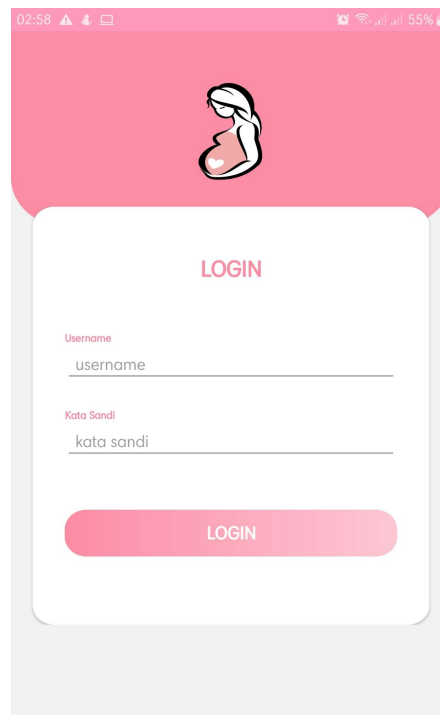 02:58 55%
LOGIN
Username
username
Kata Sandi
kata sandi
LOGIN